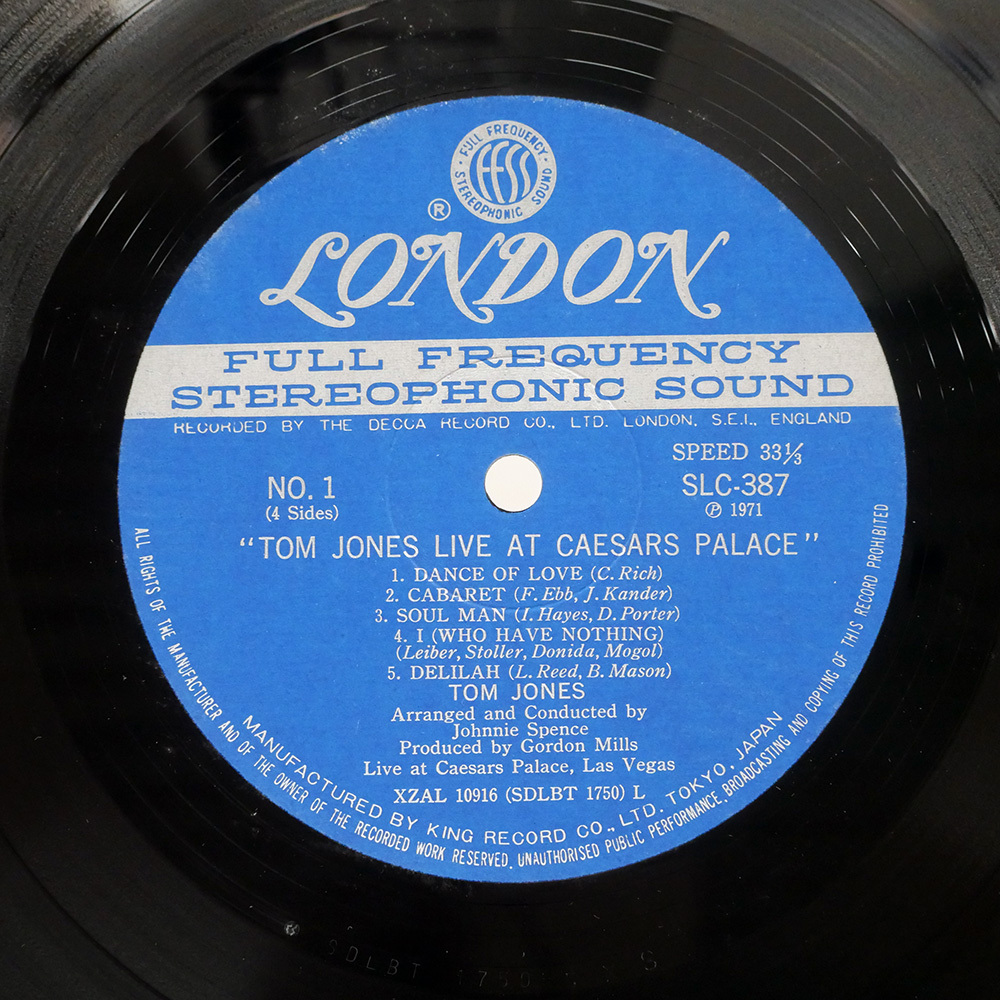 FULL FREQUENCY
ffss
STEREOPHONIC SOUND
®
LONDON
FULL FREQUENCY
STEREOPHONIC SOUND
RECORDED BY THE DECCA RECORD CO., LTD. LONDON, S.E.I., ENGLAND
SPEED 33⅓
NO. 1
SLC-387
(4 Sides)
℗ 1971
"TOM JONES LIVE AT CAESARS PALACE"
1. DANCE OF LOVE (C. Rich)
2. CABARET (F. Ebb, J. Kander)
3. SOUL MAN (I. Hayes, D. Porter)
4. I (WHO HAVE NOTHING)
(Leiber, Stoller, Donida, Mogol)
5. DELILAH (L. Reed, B. Mason)
TOM JONES
Arranged and Conducted by
Johnnie Spence
Produced by Gordon Mills
Live at Caesars Palace, Las Vegas
XZAL 10916 (SDLBT 1750) L
MANUFACTURED BY KING RECORD CO., LTD. TOKYO, JAPAN
ALL RIGHTS OF THE MANUFACTURER AND OF THE OWNER OF THE RECORDED WORK RESERVED. UNAUTHORISED PUBLIC PERFORMANCE, BROADCASTING AND COPYING OF THIS RECORD PROHIBITED
SDLBT